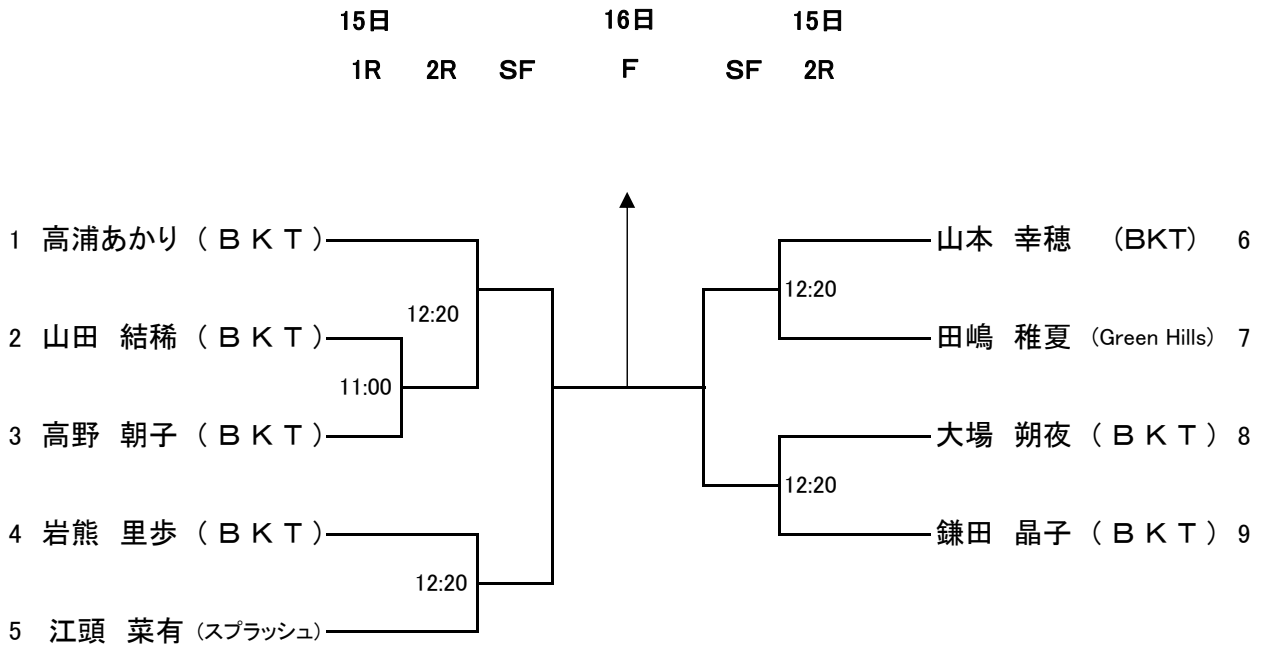 15日 16日 15日
1R 2R SF F SF 2R
1 高浦あかり (ＢＫＴ) 山本 幸穂 (BKT) 6
12:20 12:20
2 山田 結稀 (ＢＫＴ) 田嶋 稚夏 (Green Hills) 7
11:00
3 高野 朝子 (ＢＫＴ) 大場 朔夜 (ＢＫＴ) 8
12:20
4 岩熊 里歩 (ＢＫＴ) 鎌田 晶子 (ＢＫＴ) 9
12:20
5 江頭 菜有 (スプラッシュ)